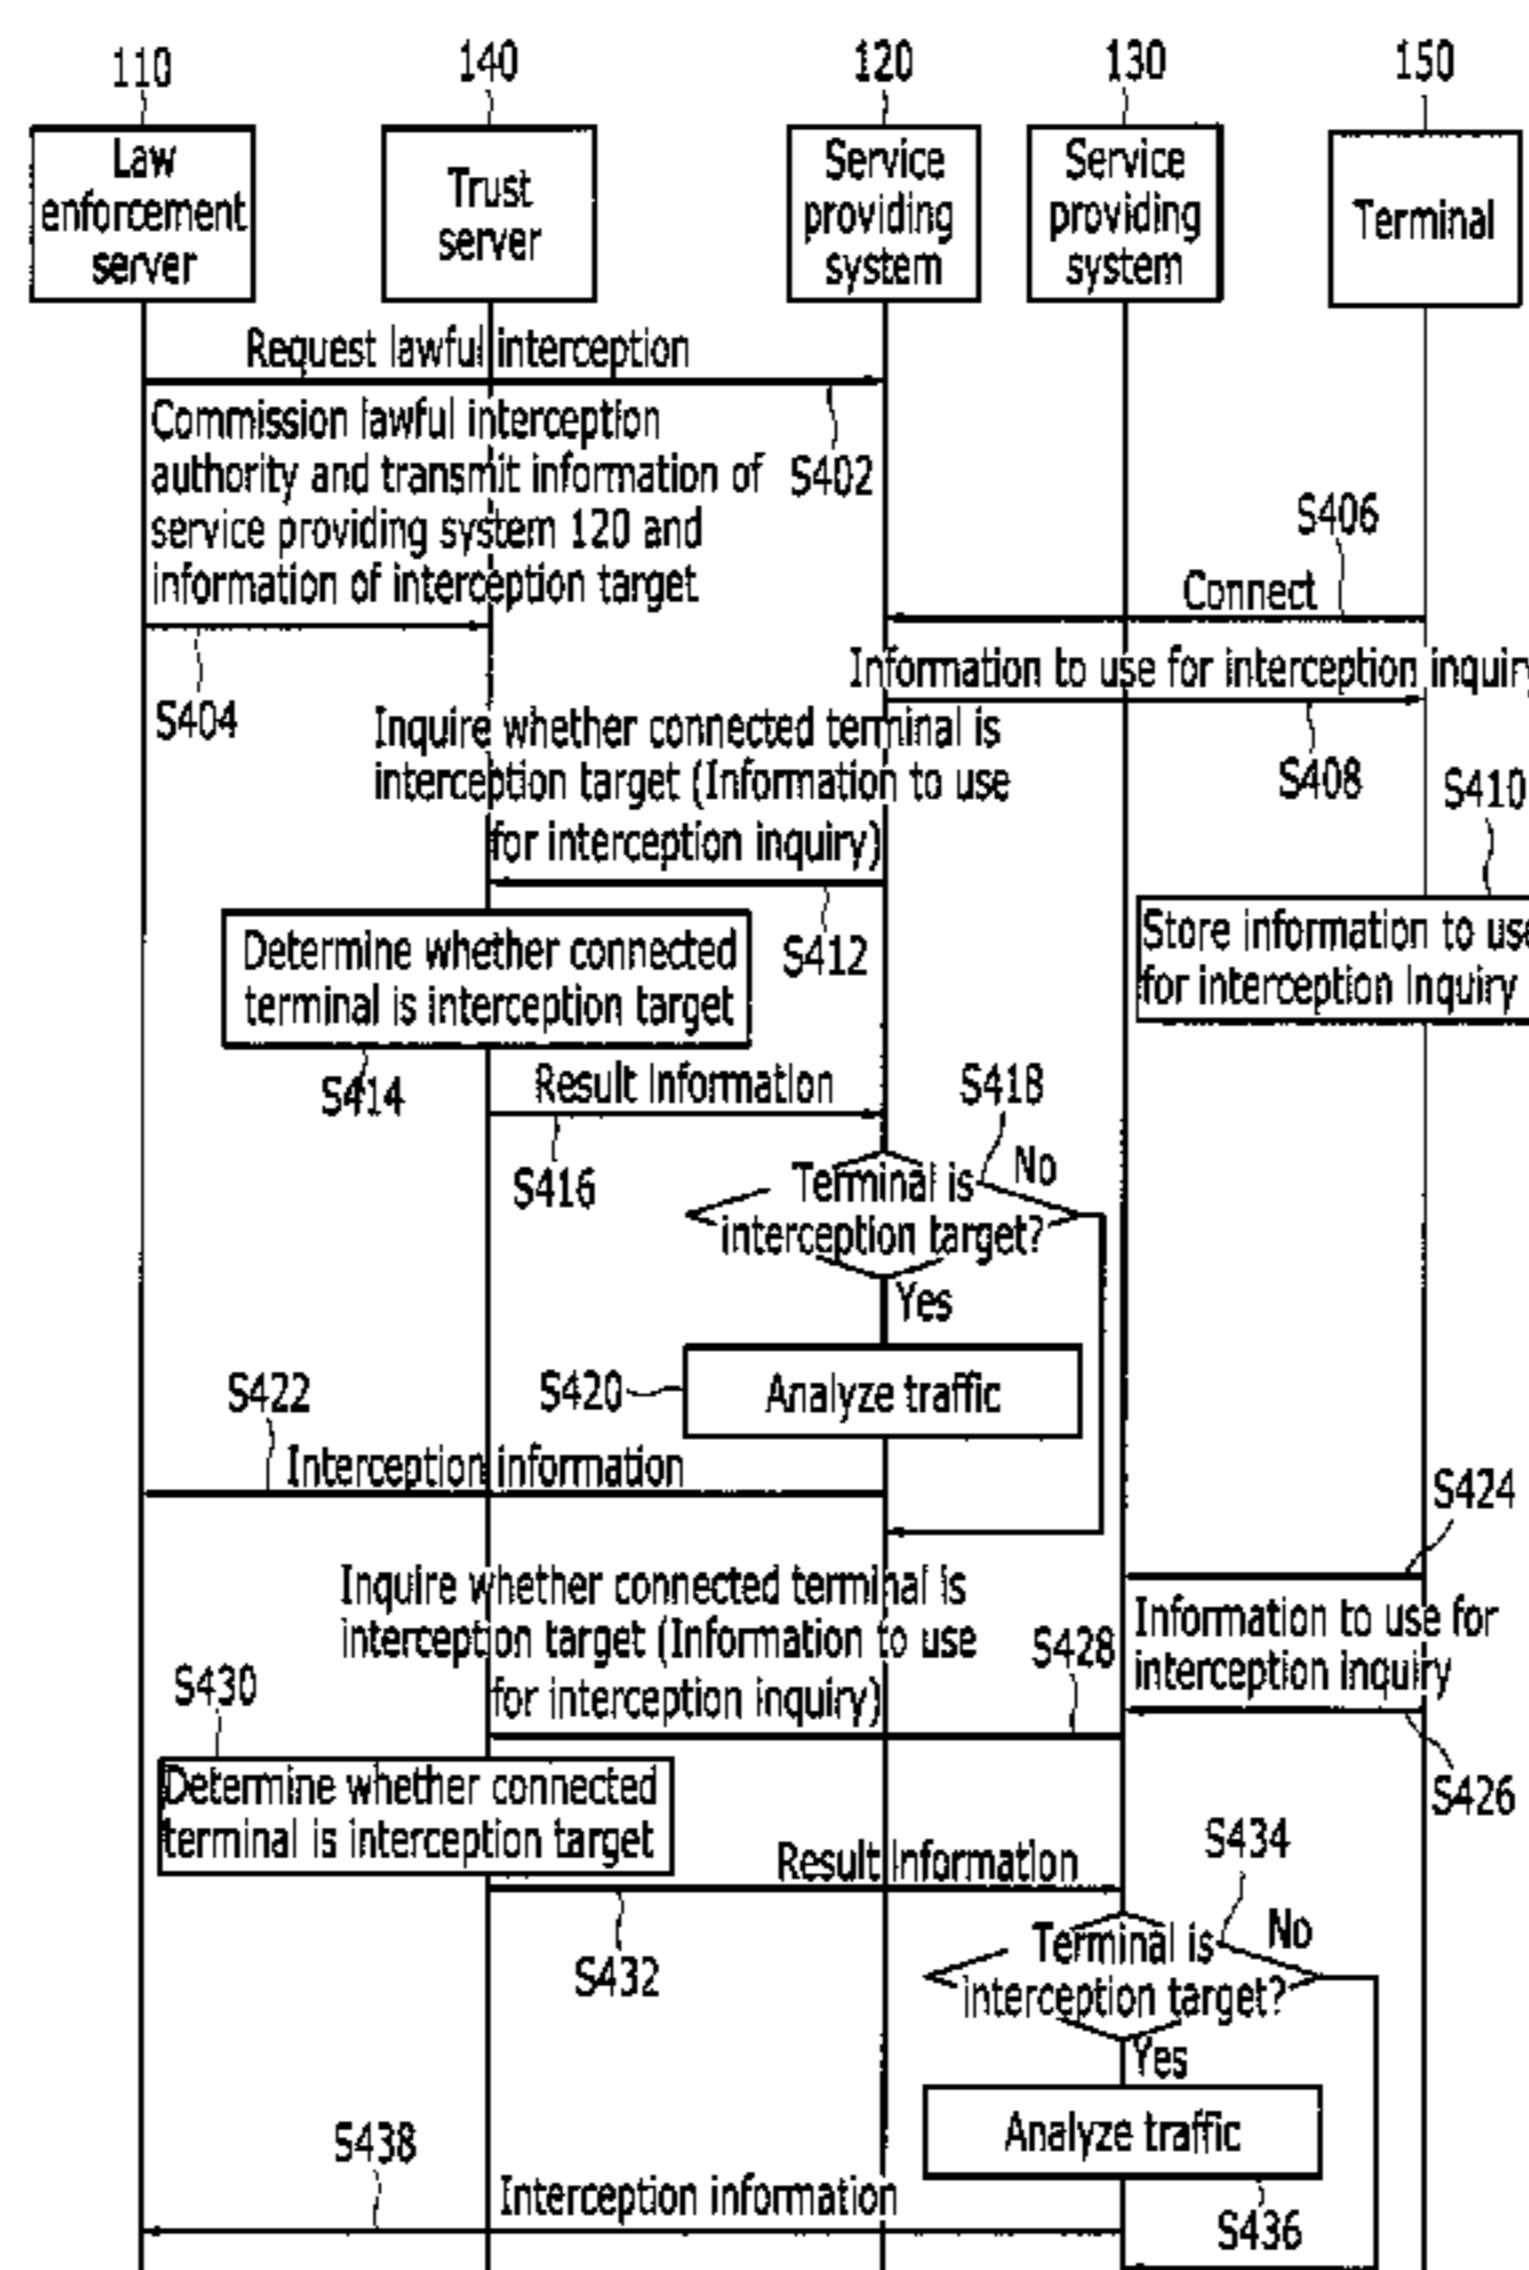 110
140
120
130
150
Law
enforcement
server
Trust
server
Service
providing
system
Service
providing
system
Terminal
Request lawful interception
S402
Commission lawful interception
authority and transmit information of
service providing system 120 and
information of interception target
S404
S406
Connect
Information to use for interception inquiry
S408
S410
Store information to use
for interception Inquiry
Inquire whether connected terminal is
interception target (Information to use
for interception inquiry)
S412
Determine whether connected
terminal is interception target
S414
Result Information
S416
S418
Terminal is
interception target?
No
Yes
S420
Analyze traffic
S422
Interception information
S424
Information to use for
interception inquiry
S426
Inquire whether connected terminal is
interception target (Information to use
for interception inquiry)
S428
S430
Determine whether connected
terminal is interception target
Result Information
S432
S434
Terminal is
interception target?
No
Yes
Analyze traffic
S436
S438
Interception information